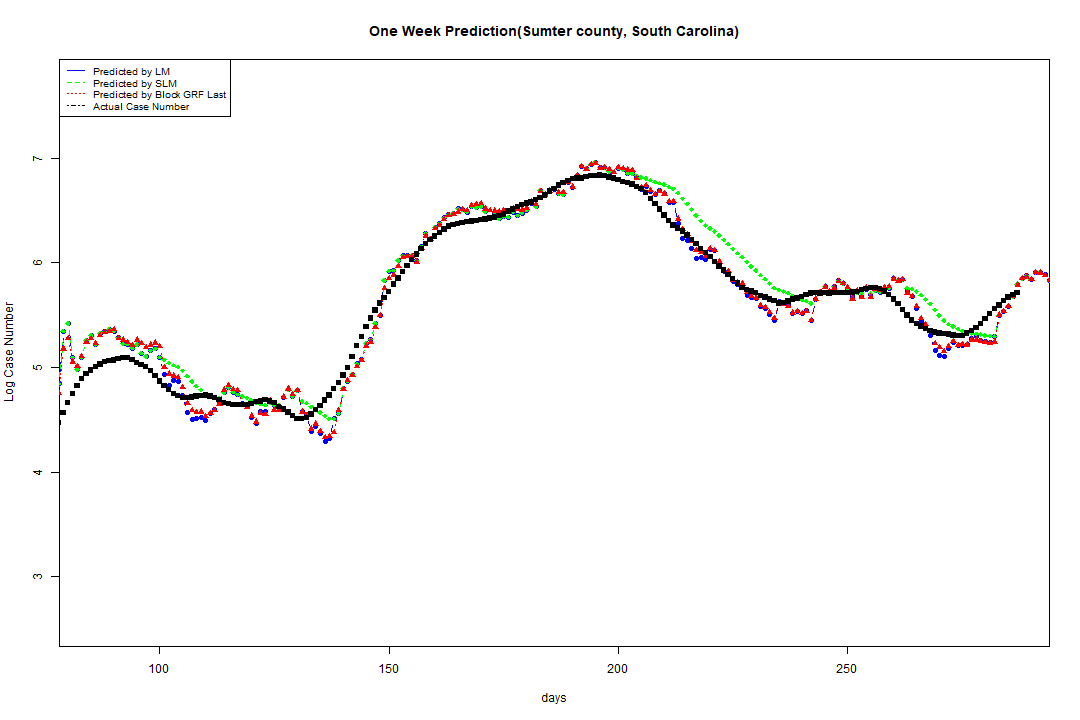 One Week Prediction(Sumter county, South Carolina)
Predicted by LM
Predicted by SLM
Predicted by Block GRF Last
Actual Case Number
7
6
5
4
3
Log Case Number
100 150 200 250
days